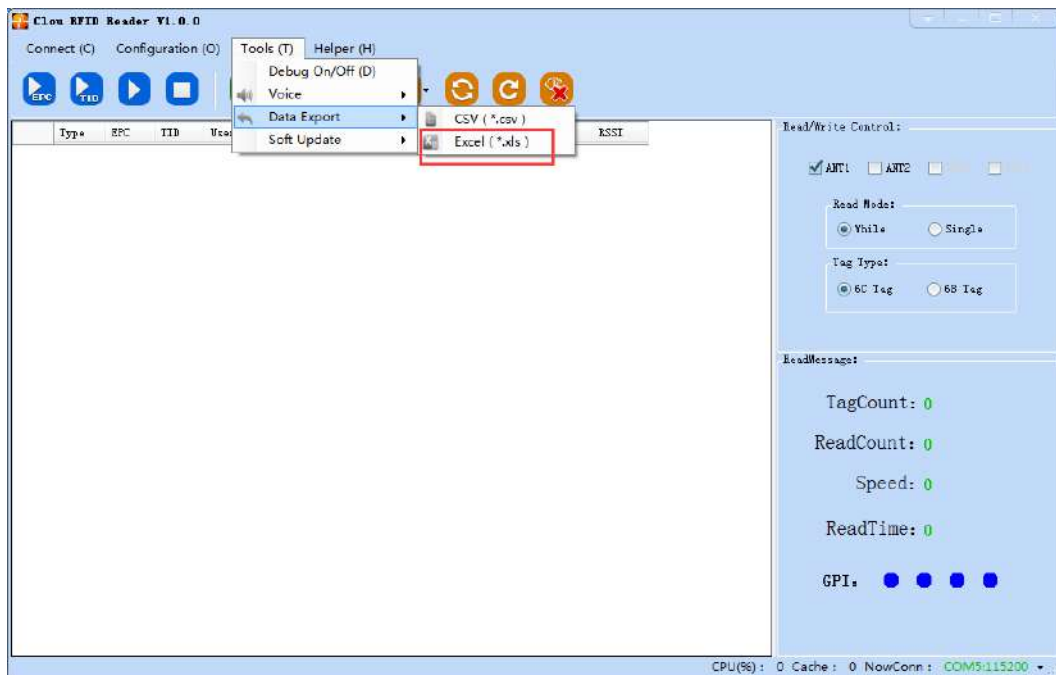 Clou RFID Reader V1.0.0
Connect (C) Configuration (O) Tools (T) Helper (H)
Debug On/Off (D)
Voice
Data Export
Soft Update
CSV ( *.csv )
Excel ( *.xls )
EPC TID
Type EPC TID RSSI
Read/Write Control:
ANT1 ANT2
Read Mode:
While Single
Tag Type:
6C Tag 6B Tag
ReadMessage:
TagCount: 0
ReadCount: 0
Speed: 0
ReadTime: 0
GPI:
CPU(%) : 0 Cache : 0 NowConn : COM5:115200